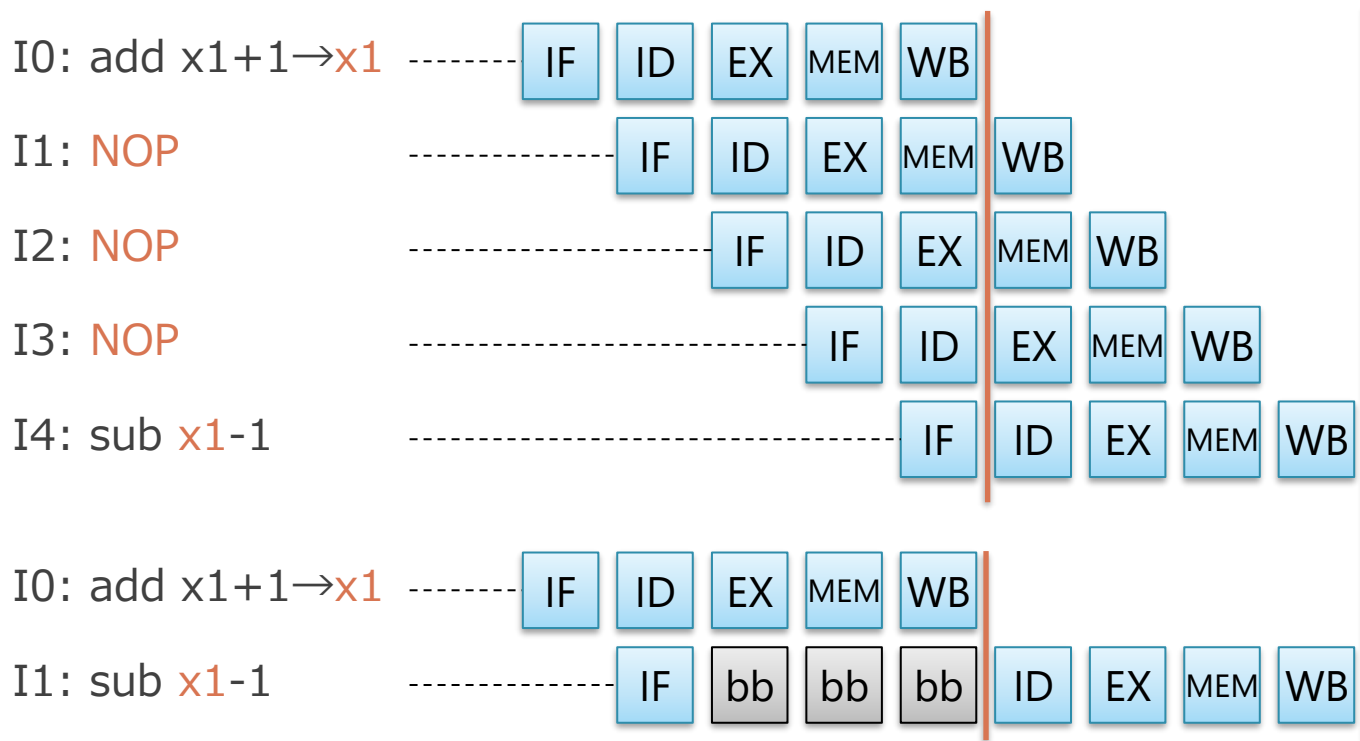 I0: add x1+1→x1 IF ID EX MEM WB
I1: NOP IF ID EX MEM WB
I2: NOP IF ID EX MEM WB
I3: NOP IF ID EX MEM WB
I4: sub x1-1 IF ID EX MEM WB
I0: add x1+1→x1 IF ID EX MEM WB
I1: sub x1-1 IF bb bb bb ID EX MEM WB